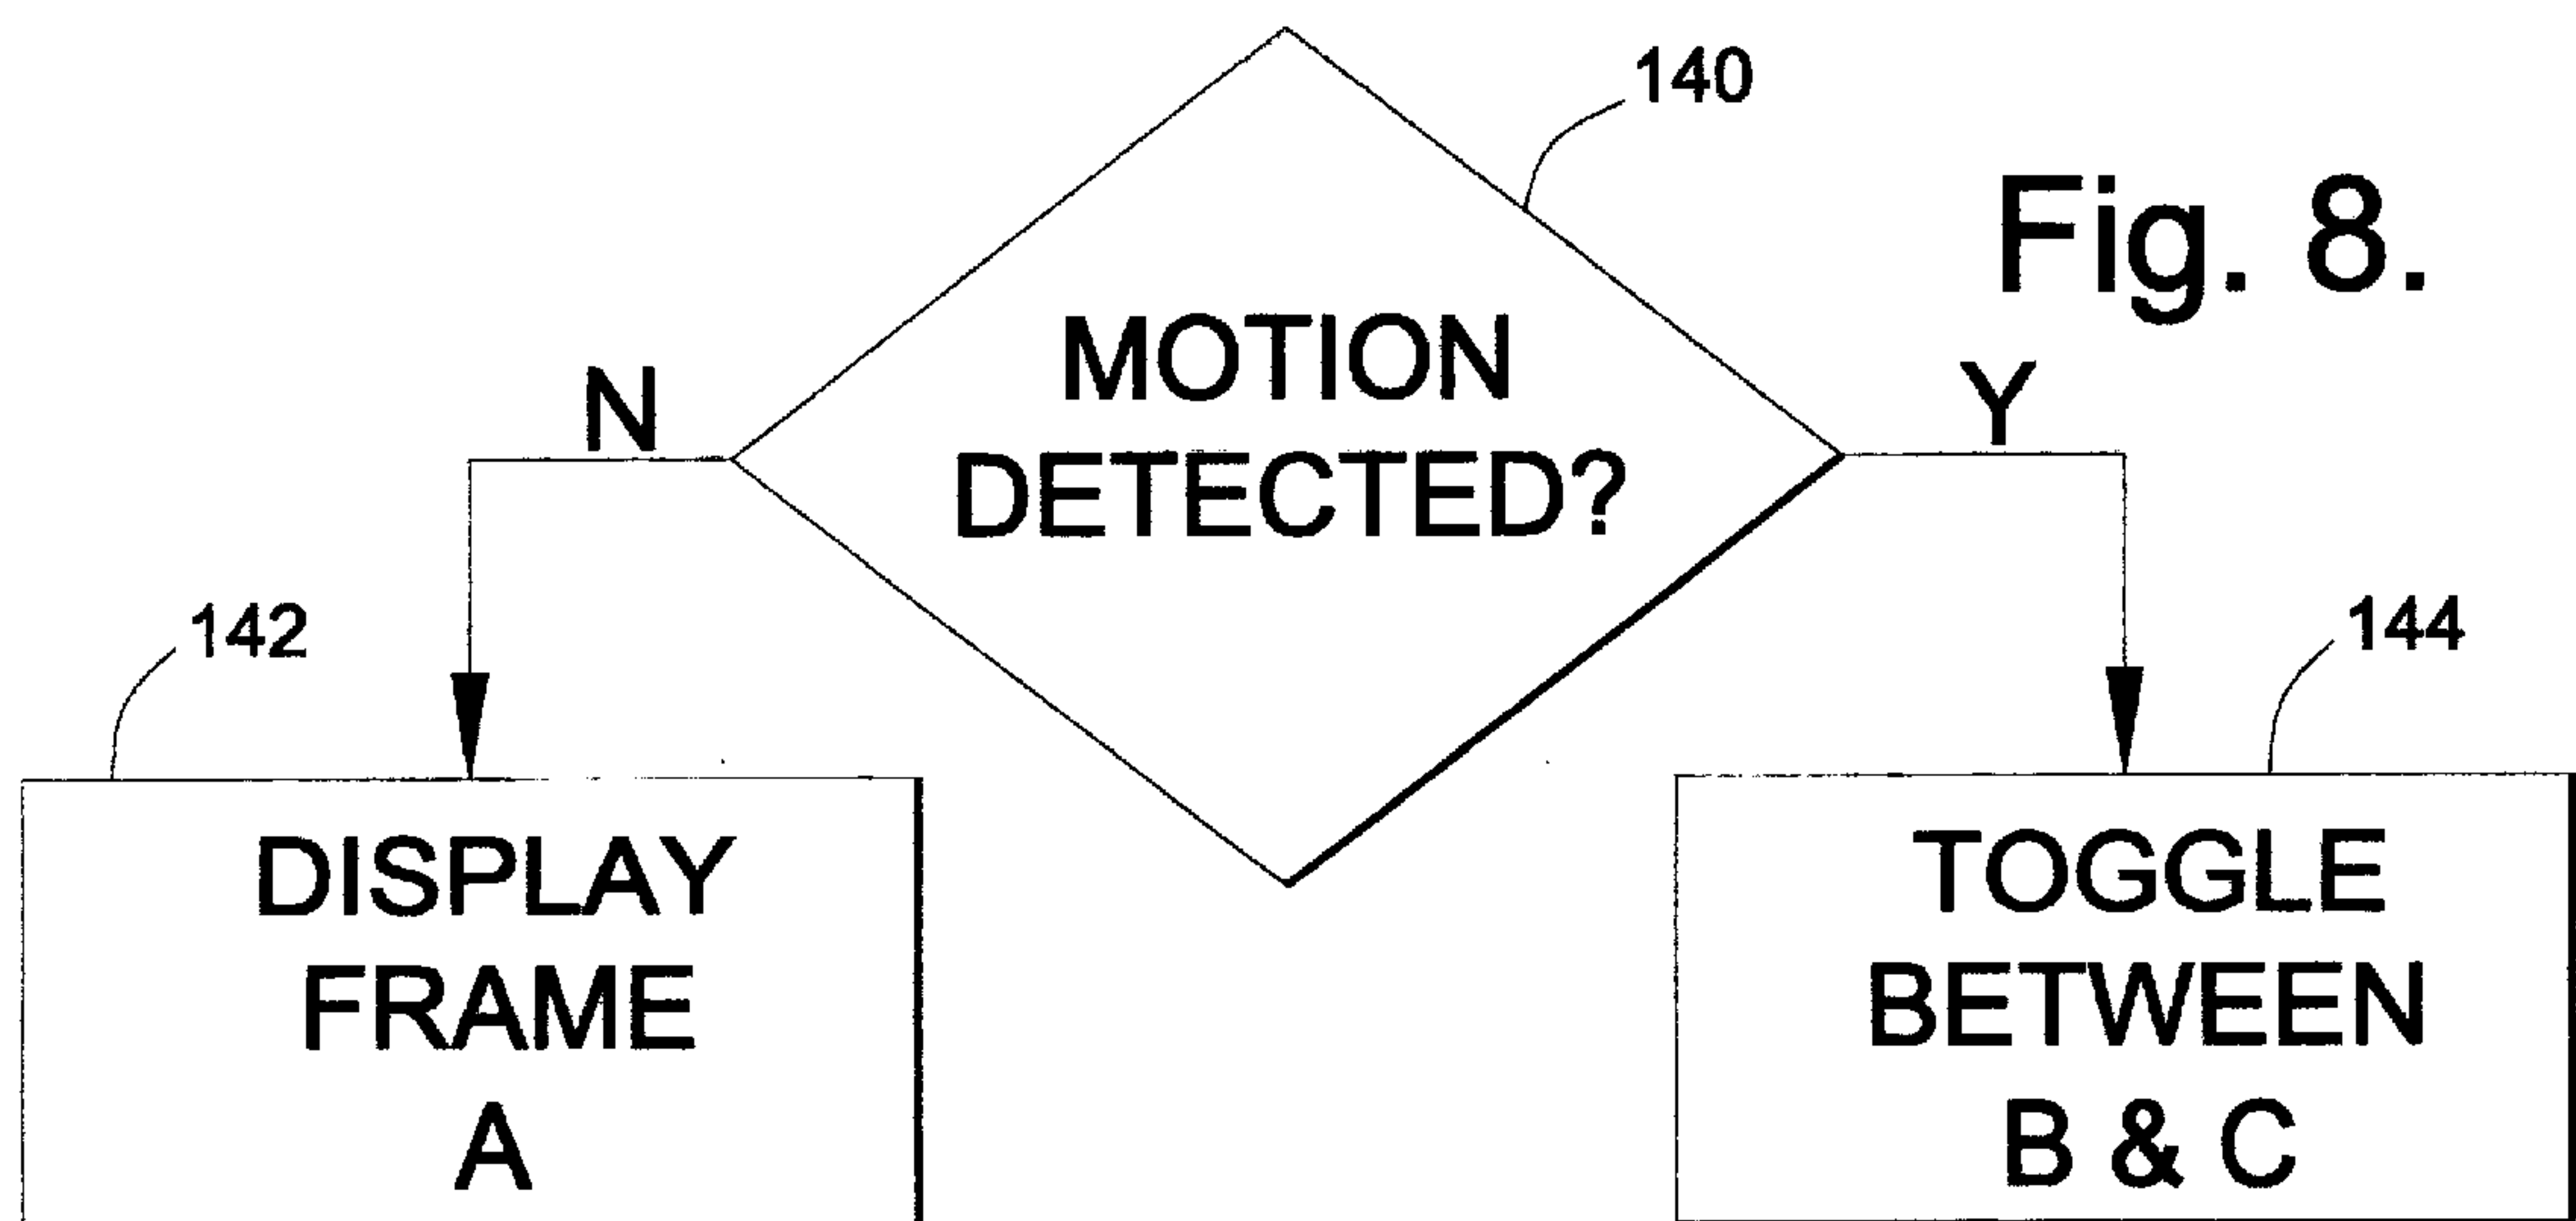 140
Fig. 8.
MOTION
DETECTED?
N
Y
142
144
DISPLAY
FRAME
A
TOGGLE
BETWEEN
B & C